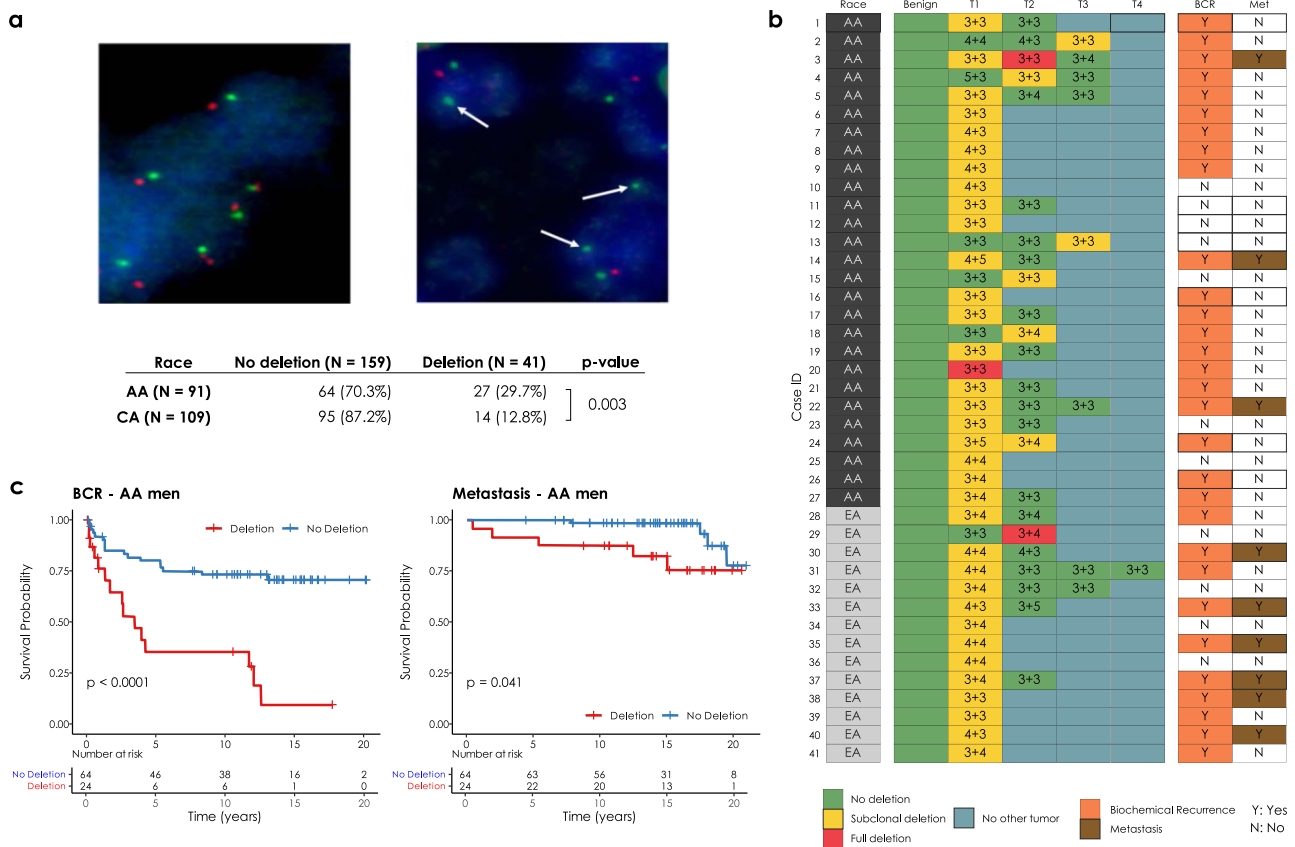 a
Race No deletion (N = 159) Deletion (N = 41) p-value
AA (N = 91) 64 (70.3%) 27 (29.7%)
0.003
CA (N = 109) 95 (87.2%) 14 (12.8%)
b
Race Benign T1 T2 T3 T4 BCR Met
Case ID
1 AA 3+3 3+3 Y N
2 AA 4+4 4+3 3+3 Y N
3 AA 3+3 3+3 3+4 Y Y
4 AA 5+3 3+3 3+3 Y N
5 AA 3+3 3+4 3+3 Y N
6 AA 3+3 Y N
7 AA 4+3 Y N
8 AA 4+3 Y N
9 AA 4+3 Y N
10 AA 4+3 N N
11 AA 3+3 3+3 N N
12 AA 3+3 N N
13 AA 3+3 3+3 3+3 N N
14 AA 4+5 3+3 Y Y
15 AA 3+3 3+3 N N
16 AA 3+3 Y N
17 AA 3+3 3+3 Y N
18 AA 3+3 3+4 Y N
19 AA 3+3 3+3 Y N
20 AA 3+3 Y N
21 AA 3+3 3+3 Y N
22 AA 3+3 3+3 3+3 Y Y
23 AA 3+3 3+3 N N
24 AA 3+5 3+4 Y N
25 AA 4+4 N N
26 AA 3+4 Y N
27 AA 3+4 3+3 Y N
28 EA 3+4 3+4 Y N
29 EA 3+3 3+4 N N
30 EA 4+4 4+3 Y Y
31 EA 4+4 3+3 3+3 3+3 Y N
32 EA 3+4 3+3 3+3 N N
33 EA 4+3 3+5 Y Y
34 EA 3+4 N N
35 EA 4+4 Y Y
36 EA 4+4 N N
37 EA 3+4 3+3 Y Y
38 EA 3+3 Y Y
39 EA 3+3 Y N
40 EA 4+3 Y Y
41 EA 3+4 Y N
No deletion
Subclonal deletion
Full deletion
No other tumor
Biochemical Recurrence
Metastasis
Y: Yes
N: No
c
BCR - AA men
Deletion No Deletion
Survival Probability
1.00
0.75
0.50
0.25
0.00
p < 0.0001
0 5 10 15 20
Number at risk
No Deletion 64 46 38 16 2
Deletion 24 6 6 1 0
0 5 10 15 20
Time (years)
Metastasis - AA men
Survival Probability
1.00
0.75
0.50
0.25
0.00
p = 0.041
Deletion No Deletion
0 5 10 15 20
Number at risk
No Deletion 64 63 56 31 8
Deletion 24 22 20 13 1
0 5 10 15 20
Time (years)